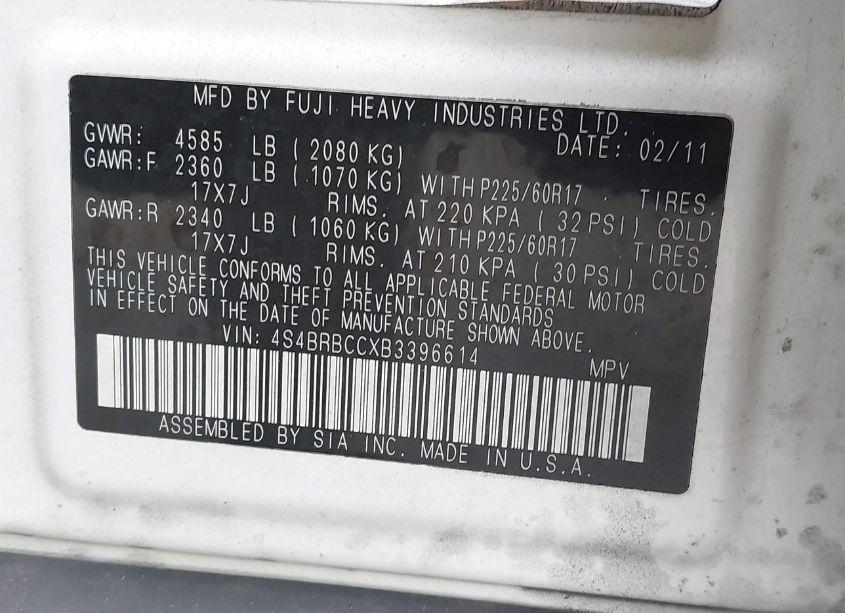 MFD BY FUJI HEAVY INDUSTRIES LTD.
DATE: 02/11
GVWR: 4585 LB ( 2080 KG)
GAWR:F 2360 LB ( 1070 KG) WITH P225/60R17 TIRES.
17X7J RIMS. AT 220 KPA ( 32 PSI) COLD
GAWR:R 2340 LB ( 1060 KG) WITH P225/60R17 TIRES.
17X7J RIMS. AT 210 KPA ( 30 PSI) COLD
THIS VEHICLE CONFORMS TO ALL APPLICABLE FEDERAL MOTOR
VEHICLE SAFETY AND THEFT PREVENTION STANDARDS
IN EFFECT ON THE DATE OF MANUFACTURE SHOWN ABOVE.
VIN: 4S4BRBCCXB3396614 MPV
ASSEMBLED BY SIA INC. MADE IN U.S.A.